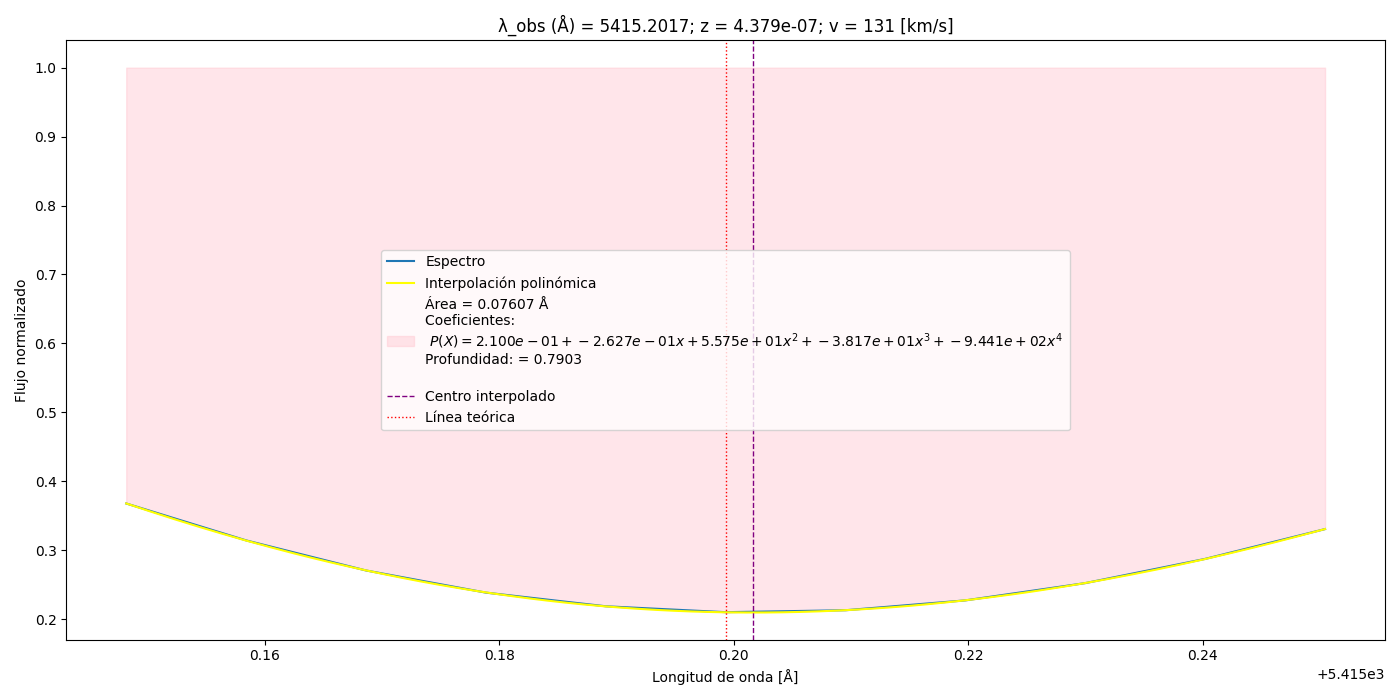 λ_obs (Å) = 5415.2017; z = 4.379e-07; v = 131 [km/s]
Flujo normalizado
1.0
0.9
0.8
0.7
0.6
0.5
0.4
0.3
0.2
Espectro
Interpolación polinómica
Área = 0.07607 Å
Coeficientes:
P(X) = 2.100e − 01 + −2.627e − 01x + 5.575e + 01x² + −3.817e + 01x³ + −9.441e + 02x⁴
Profundidad: = 0.7903
Centro interpolado
Línea teórica
0.16 0.18 0.20 0.22 0.24
+5.415e3
Longitud de onda [Å]